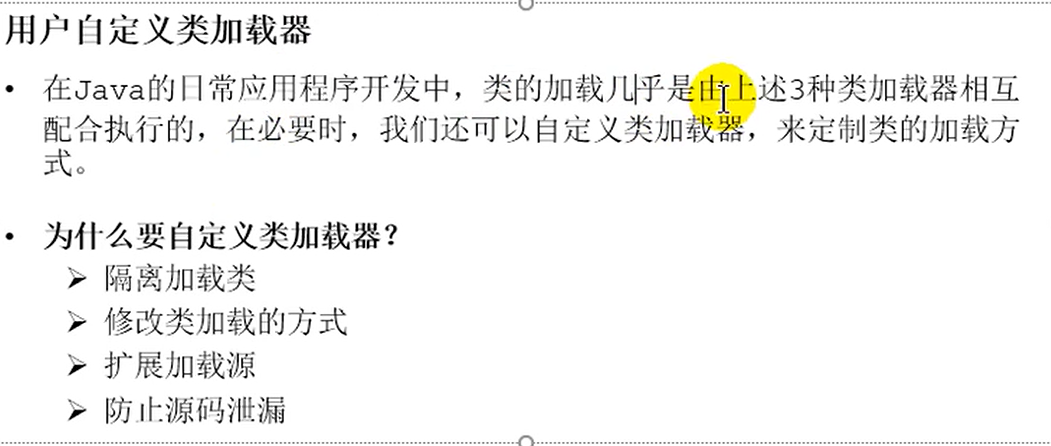 用户自定义类加载器
• 在Java的日常应用程序开发中，类的加载几乎是由上述3种类加载器相互
配合执行的，在必要时，我们还可以自定义类加载器，来定制类的加载方
式。
• 为什么要自定义类加载器？
➢ 隔离加载类
➢ 修改类加载的方式
➢ 扩展加载源
➢ 防止源码泄漏